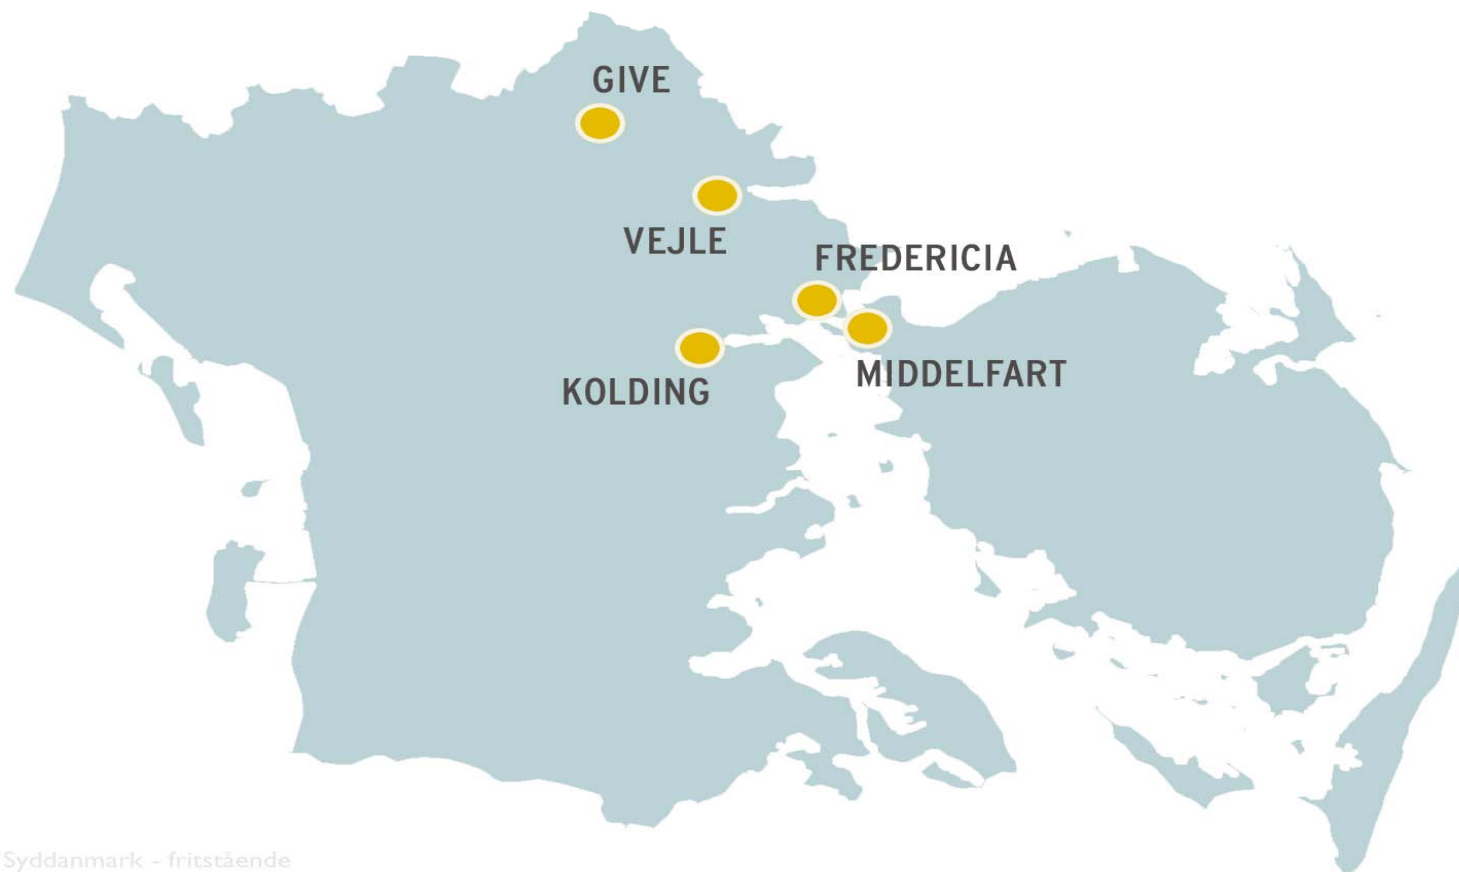 GIVE
VEJLE
FREDERICIA
MIDDELFART
KOLDING
Syddanmark - fritstående